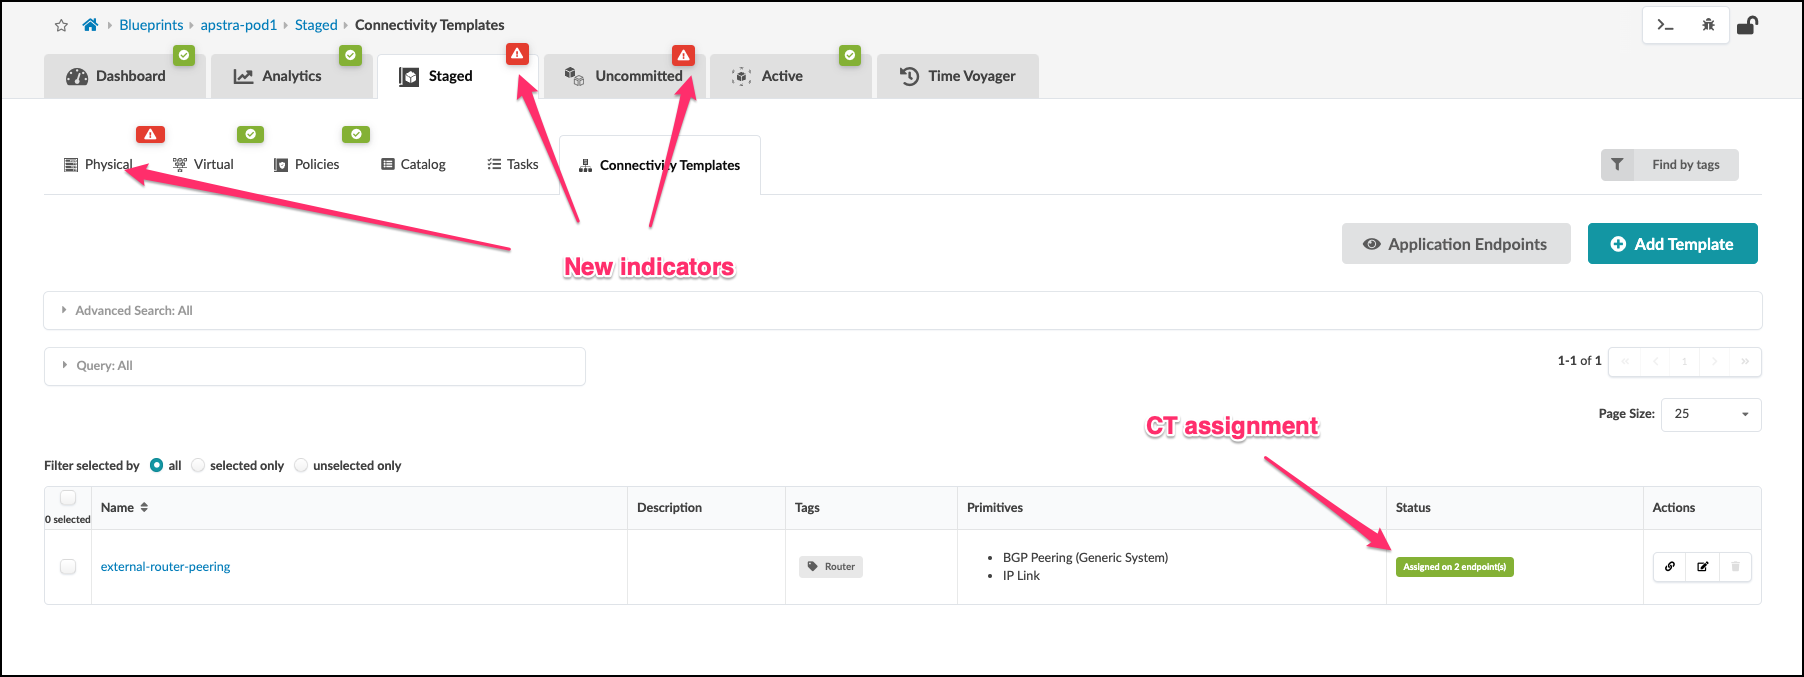 Blueprints apstra-pod1 Staged Connectivity Templates
Dashboard Analytics Staged Uncommitted Active Time Voyager
Physical Virtual Policies Catalog Tasks Connectivity Templates Find by tags
Application Endpoints Add Template
New indicators
Advanced Search: All
Query: All
1-1 of 1 « ‹ 1 › »
Page Size: 25
CT assignment
Filter selected by all selected only unselected only
0 selected Name Description Tags Primitives Status Actions
external-router-peering Router • BGP Peering (Generic System) Assigned on 2 endpoint(s)
• IP Link